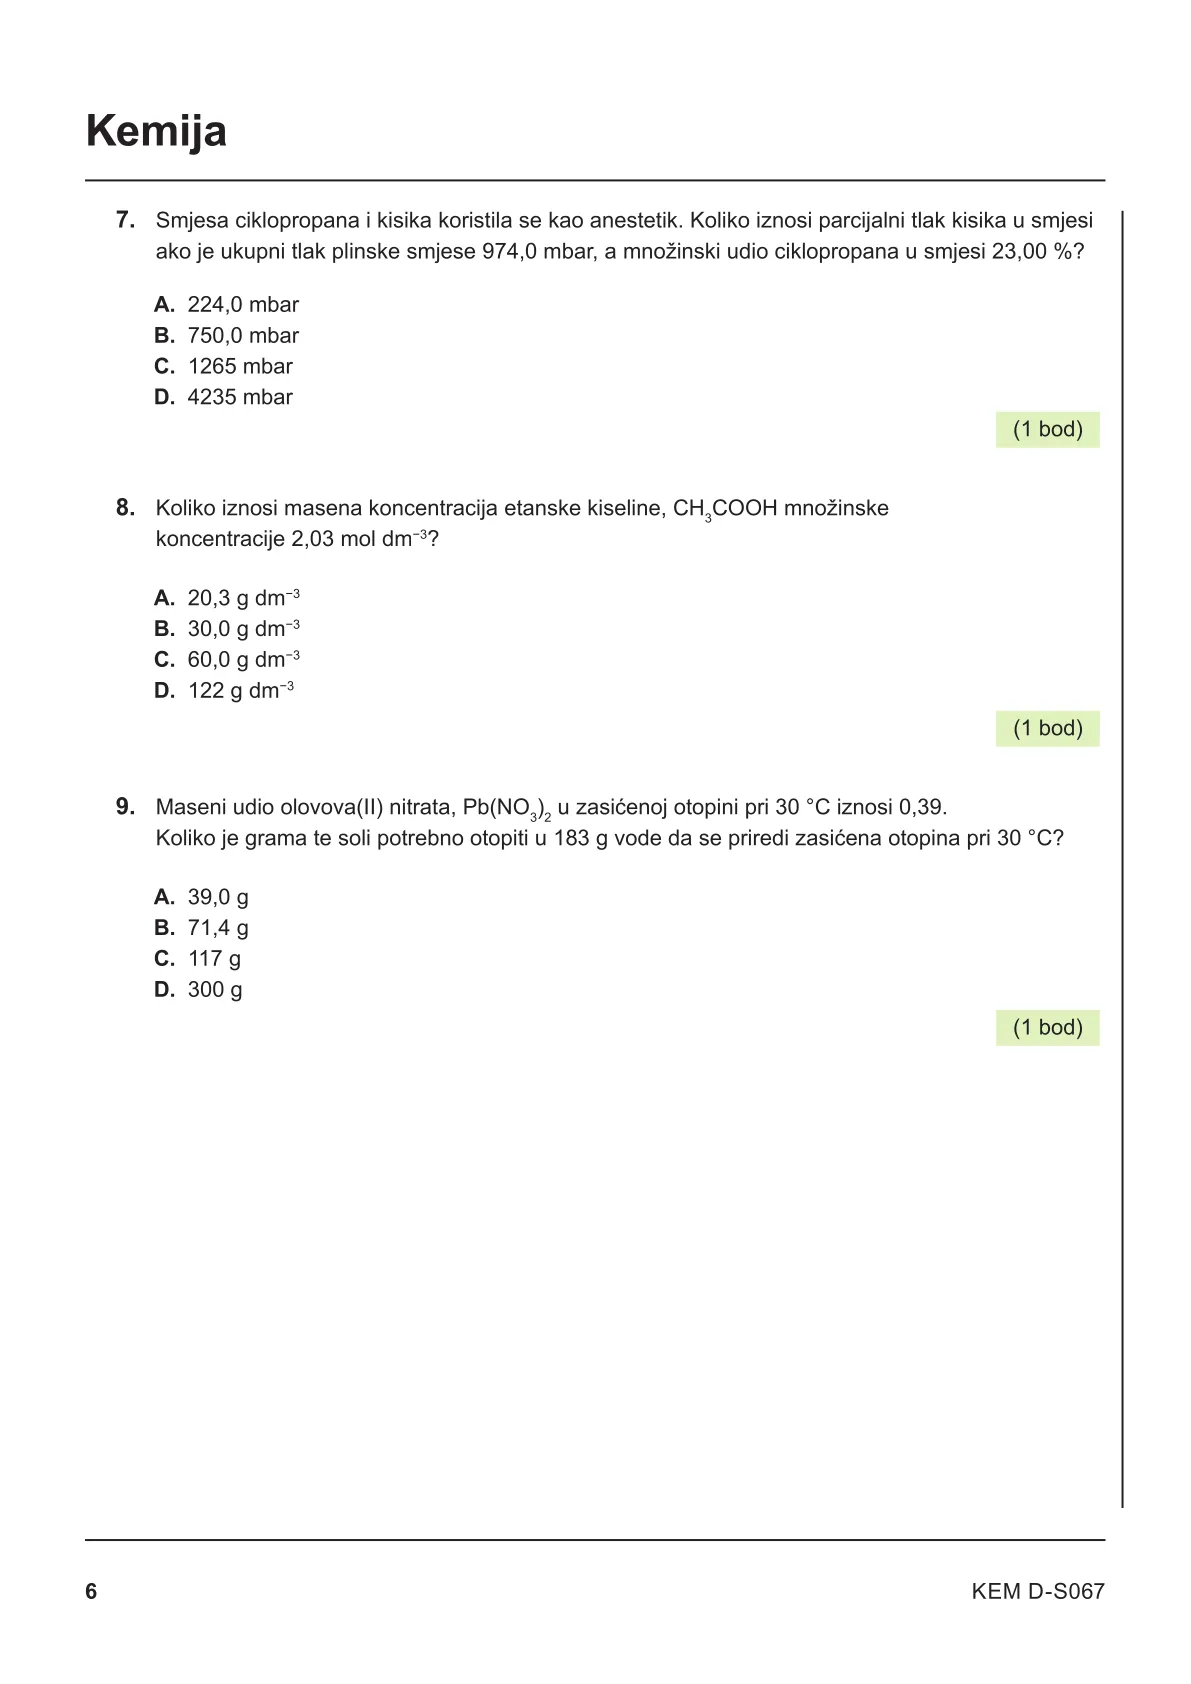 Kemija
7. Smjesa ciklopropana i kisika koristila se kao anestetik. Koliko iznosi parcijalni tlak kisika u smjesi
ako je ukupni tlak plinske smjese 974,0 mbar, a množinski udio ciklopropana u smjesi 23,00 %?
A. 224,0 mbar
B. 750,0 mbar
C. 1265 mbar
D. 4235 mbar
(1 bod)
8. Koliko iznosi masena koncentracija etanske kiseline, CH₃COOH množinske
koncentracije 2,03 mol dm⁻³?
A. 20,3 g dm⁻³
B. 30,0 g dm⁻³
C. 60,0 g dm⁻³
D. 122 g dm⁻³
(1 bod)
9. Maseni udio olovova(II) nitrata, Pb(NO₃)₂ u zasićenoj otopini pri 30 °C iznosi 0,39.
Koliko je grama te soli potrebno otopiti u 183 g vode da se priredi zasićena otopina pri 30 °C?
A. 39,0 g
B. 71,4 g
C. 117 g
D. 300 g
(1 bod)
6
KEM D-S067